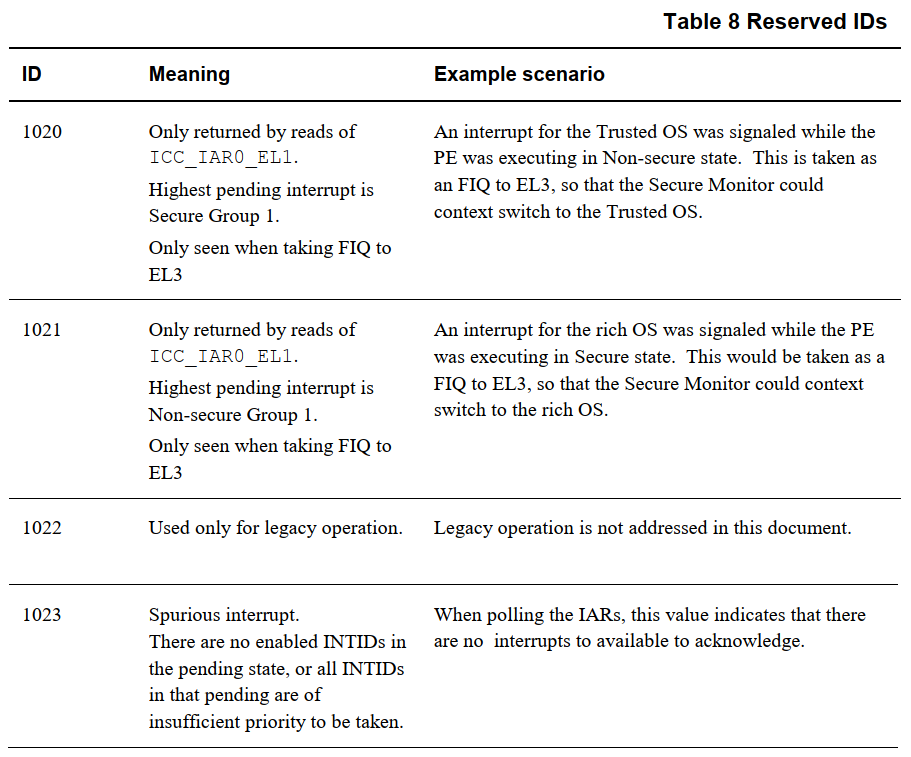 Table 8 Reserved IDs
ID Meaning Example scenario
1020 Only returned by reads of An interrupt for the Trusted OS was signaled while the
ICC_IAR0_EL1. PE was executing in Non-secure state. This is taken as
Highest pending interrupt is an FIQ to EL3, so that the Secure Monitor could
Secure Group 1. context switch to the Trusted OS.
Only seen when taking FIQ to
EL3
1021 Only returned by reads of An interrupt for the rich OS was signaled while the PE
ICC_IAR0_EL1. was executing in Secure state. This would be taken as a
Highest pending interrupt is FIQ to EL3, so that the Secure Monitor could context
Non-secure Group 1. switch to the rich OS.
Only seen when taking FIQ to
EL3
1022 Used only for legacy operation. Legacy operation is not addressed in this document.
1023 Spurious interrupt. When polling the IARs, this value indicates that there
There are no enabled INTIDs in are no interrupts to available to acknowledge.
the pending state, or all INTIDs
in that pending are of
insufficient priority to be taken.